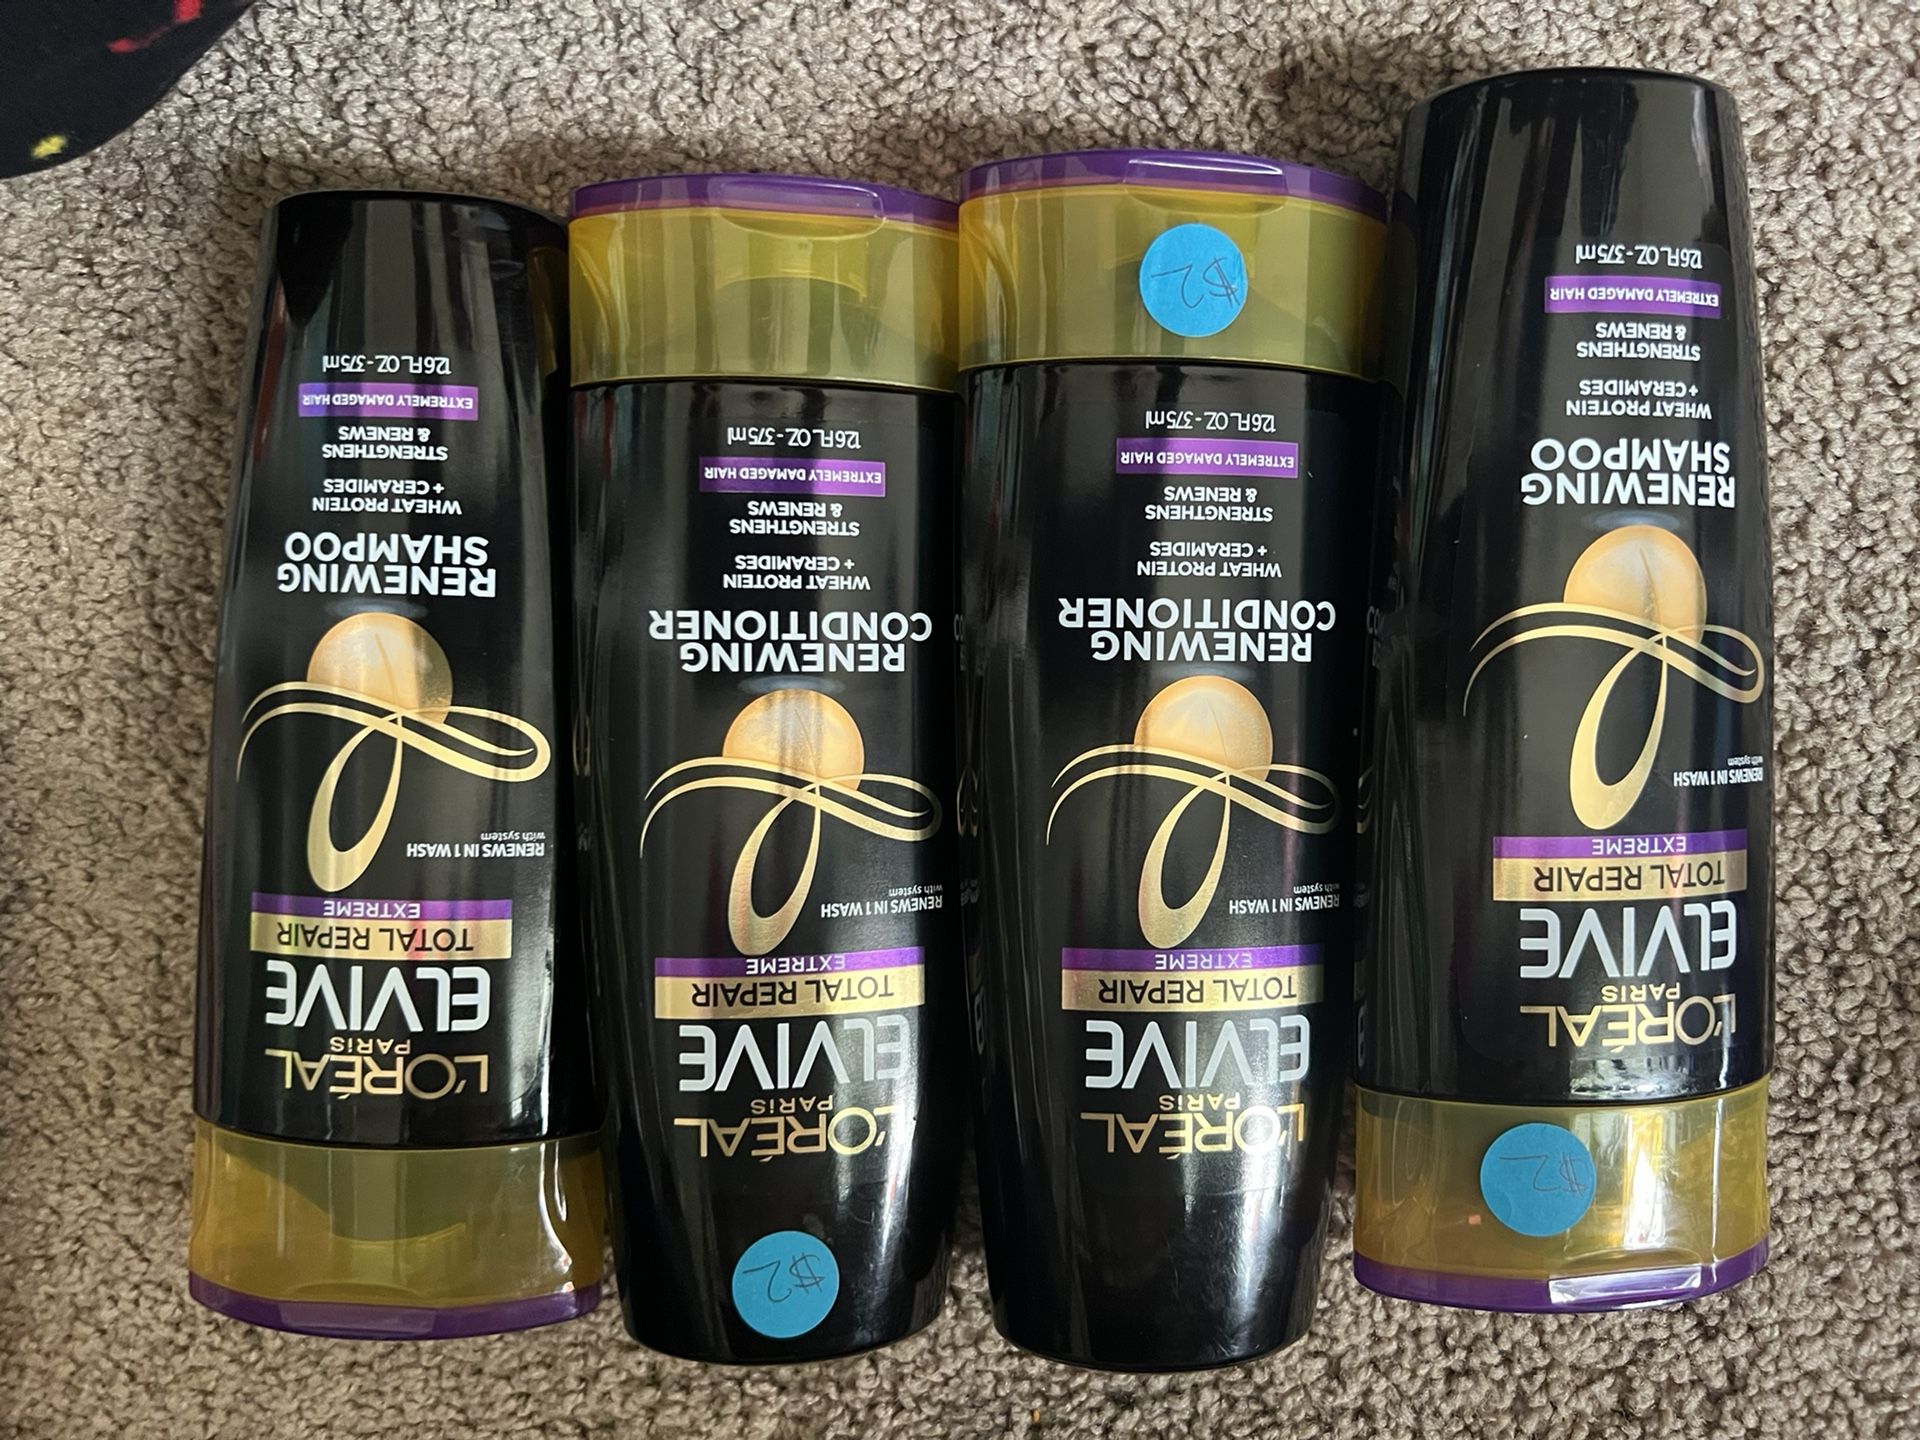 L'ORÉAL
PARIS
ELVIVE
TOTAL REPAIR
EXTREME
RENEWS IN 1 WASH
with system
RENEWING
SHAMPOO
WHEAT PROTEIN
+ CERAMIDES
STRENGTHENS
& RENEWS
EXTREMELY DAMAGED HAIR
12.6 FL. OZ - 375ml
$2
L'ORÉAL
PARIS
ELVIVE
TOTAL REPAIR
EXTREME
RENEWS IN 1 WASH
with system
RENEWING
CONDITIONER
WHEAT PROTEIN
+ CERAMIDES
STRENGTHENS
& RENEWS
EXTREMELY DAMAGED HAIR
12.6 FL. OZ - 375ml
$2
$2
L'ORÉAL
PARIS
ELVIVE
TOTAL REPAIR
EXTREME
RENEWS IN 1 WASH
with system
RENEWING
CONDITIONER
WHEAT PROTEIN
+ CERAMIDES
STRENGTHENS
& RENEWS
EXTREMELY DAMAGED HAIR
12.6 FL. OZ - 375ml
L'ORÉAL
PARIS
ELVIVE
TOTAL REPAIR
EXTREME
RENEWS IN 1 WASH
with system
RENEWING
SHAMPOO
WHEAT PROTEIN
+ CERAMIDES
STRENGTHENS
& RENEWS
EXTREMELY DAMAGED HAIR
12.6 FL. OZ - 375ml